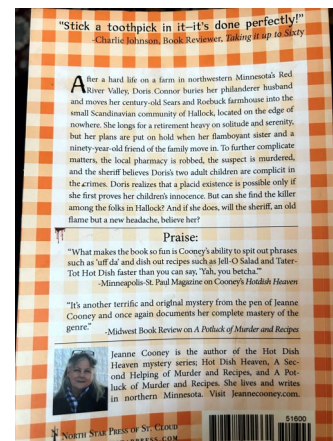 "Stick a toothpick in it—it's done perfectly!"
-Charlie Johnson, Book Reviewer, Taking it up to Sixty
After a hard life on a farm in northwestern Minnesota's Red
River Valley, Doris Connor buries her philanderer husband
and moves her century-old Sears and Roebuck farmhouse into the
small Scandinavian community of Hallock, located on the edge of
nowhere. She longs for a retirement heavy on solitude and serenity,
but her plans are put on hold when her flamboyant sister and a
ninety-year-old friend of the family move in. To further complicate
matters, the local pharmacy is robbed, the suspect is murdered,
and the sheriff believes Doris's two adult children are complicit in
the crimes. Doris realizes that a placid existence is possible only if
she first proves her children's innocence. But can she find the killer
among the folks in Hallock? And if she does, will the sheriff, an old
flame but a new headache, believe her?
Praise:
"What makes the book so fun is Cooney's ability to spit out phrases
such as 'uff da' and dish out recipes such as Jell-O Salad and Tater-
Tot Hot Dish faster than you can say, 'Yah, you betcha.'"
-Minneapolis-St. Paul Magazine on Cooney's Hotdish Heaven
"It's another terrific and original mystery from the pen of Jeanne
Cooney and once again documents her complete mastery of the
genre."
-Midwest Book Review on A Potluck of Murder and Recipes
Jeanne Cooney is the author of the Hot Dish
Heaven mystery series; Hot Dish Heaven, A Sec-
ond Helping of Murder and Recipes, and A Pot-
luck of Murder and Recipes. She lives and writes
in northern Minnesota. Visit Jeannecooney.com.
51600
North Star Press of St. Cloud